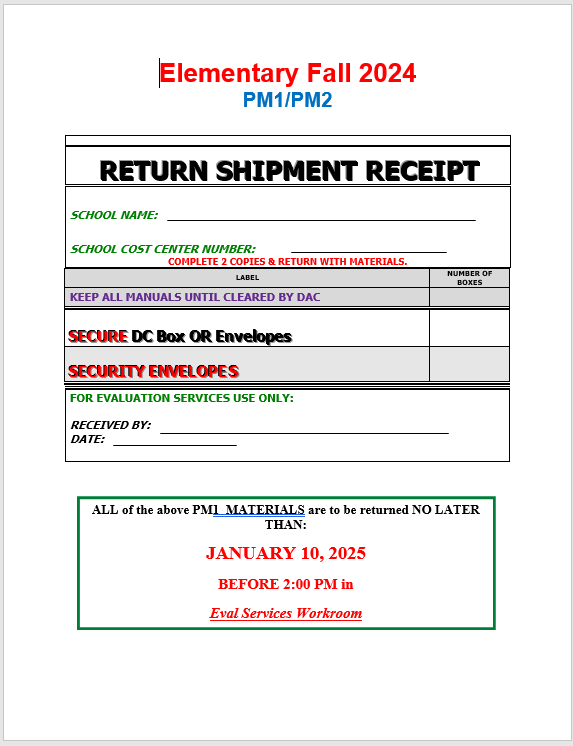 Elementary Fall 2024
PM1/PM2
RETURN SHIPMENT RECEIPT
SCHOOL NAME:
SCHOOL COST CENTER NUMBER:
COMPLETE 2 COPIES & RETURN WITH MATERIALS.
LABEL
NUMBER OF
BOXES
KEEP ALL MANUALS UNTIL CLEARED BY DAC
SECURE DC Box OR Envelopes
SECURITY ENVELOPES
FOR EVALUATION SERVICES USE ONLY:
RECEIVED BY:
DATE:
ALL of the above PM1 MATERIALS are to be returned NO LATER
THAN:
JANUARY 10, 2025
BEFORE 2:00 PM in
Eval Services Workroom